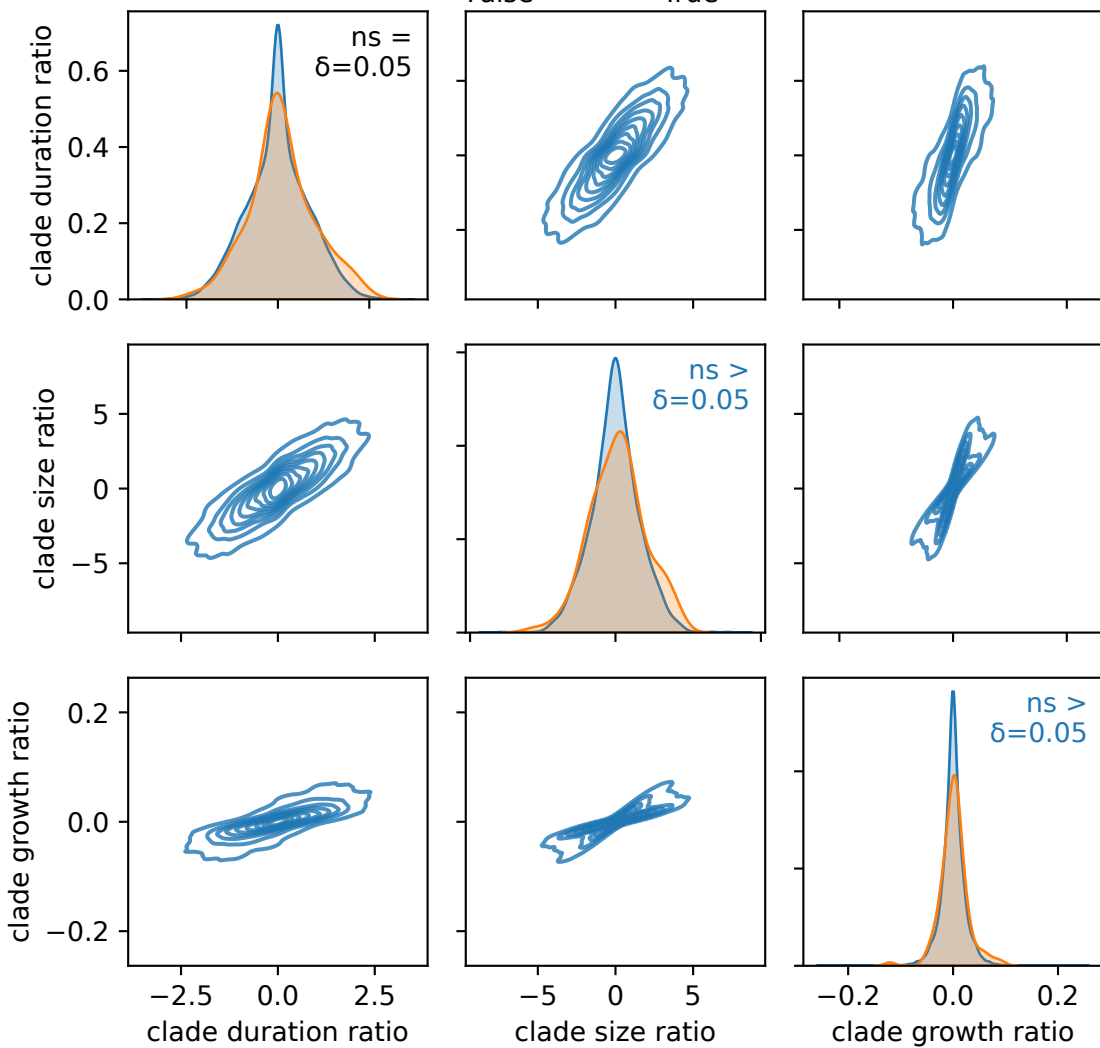 clade duration ratio
0.6
0.4
0.2
0.0
ns =
δ=0.05
clade size ratio
5
0
−5
ns >
δ=0.05
clade growth ratio
0.2
0.0
−0.2
ns >
δ=0.05
−2.5 0.0 2.5
−5 0 5
−0.2 0.0 0.2
clade duration ratio
clade size ratio
clade growth ratio